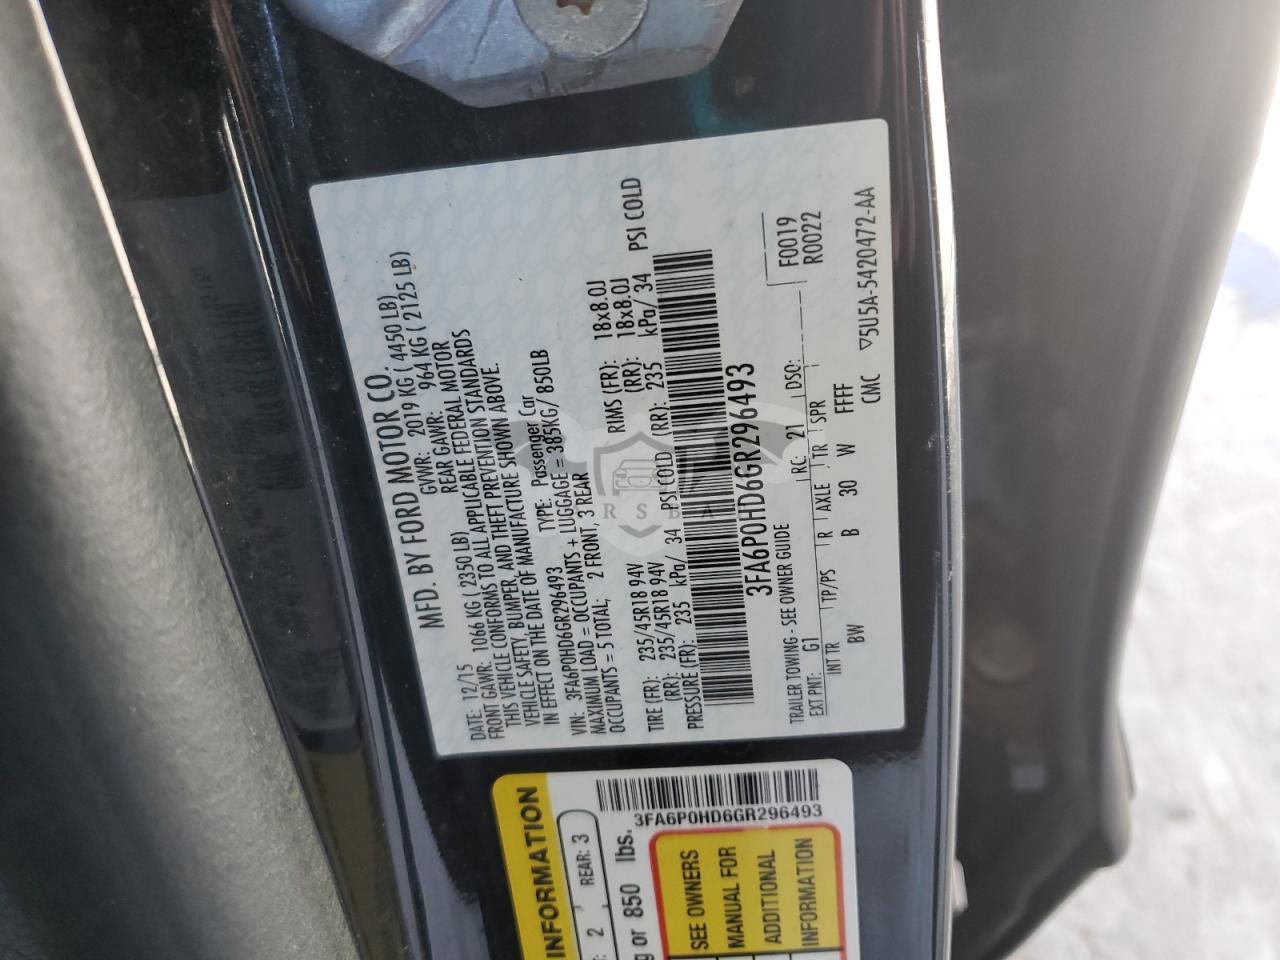 MFD. BY FORD MOTOR CO.
DATE: 12/15 GVWR: 2019 KG ( 4450 LB)
FRONT GAWR: 1066 KG ( 2350 LB) REAR GAWR: 964 KG ( 2125 LB)
THIS VEHICLE CONFORMS TO ALL APPLICABLE FEDERAL MOTOR
VEHICLE SAFETY, BUMPER, AND THEFT PREVENTION STANDARDS
IN EFFECT ON THE DATE OF MANUFACTURE SHOWN ABOVE.
VIN: 3FA6P0HD6GR296493 TYPE: Passenger Car
MAXIMUM LOAD = OCCUPANTS + LUGGAGE = 385KG/ 850LB
OCCUPANTS = 5 TOTAL; 2 FRONT, 3 REAR
TIRE (FR): 235/45R18 94V RIMS (FR): 18x8.0J
(RR): 235/45R18 94V (RR): 18x8.0J
PRESSURE (FR): 235 kPa/ 34 PSI COLD (RR): 235 kPa/ 34 PSI COLD
3FA6P0HD6GR296493
TRAILER TOWING - SEE OWNER GUIDE F0019
EXT PNT: G1 RC: 21 DSO: R0022
INT TR TP/PS R AXLE TR SPR
BW B 30 W FFFF
CMC ▽5U5A-5420472-AA
RSBA
INFORMATION
2 REAR: 3
or 850 lbs.
3FA6P0HD6GR296493
SEE OWNERS
MANUAL FOR
ADDITIONAL
INFORMATION